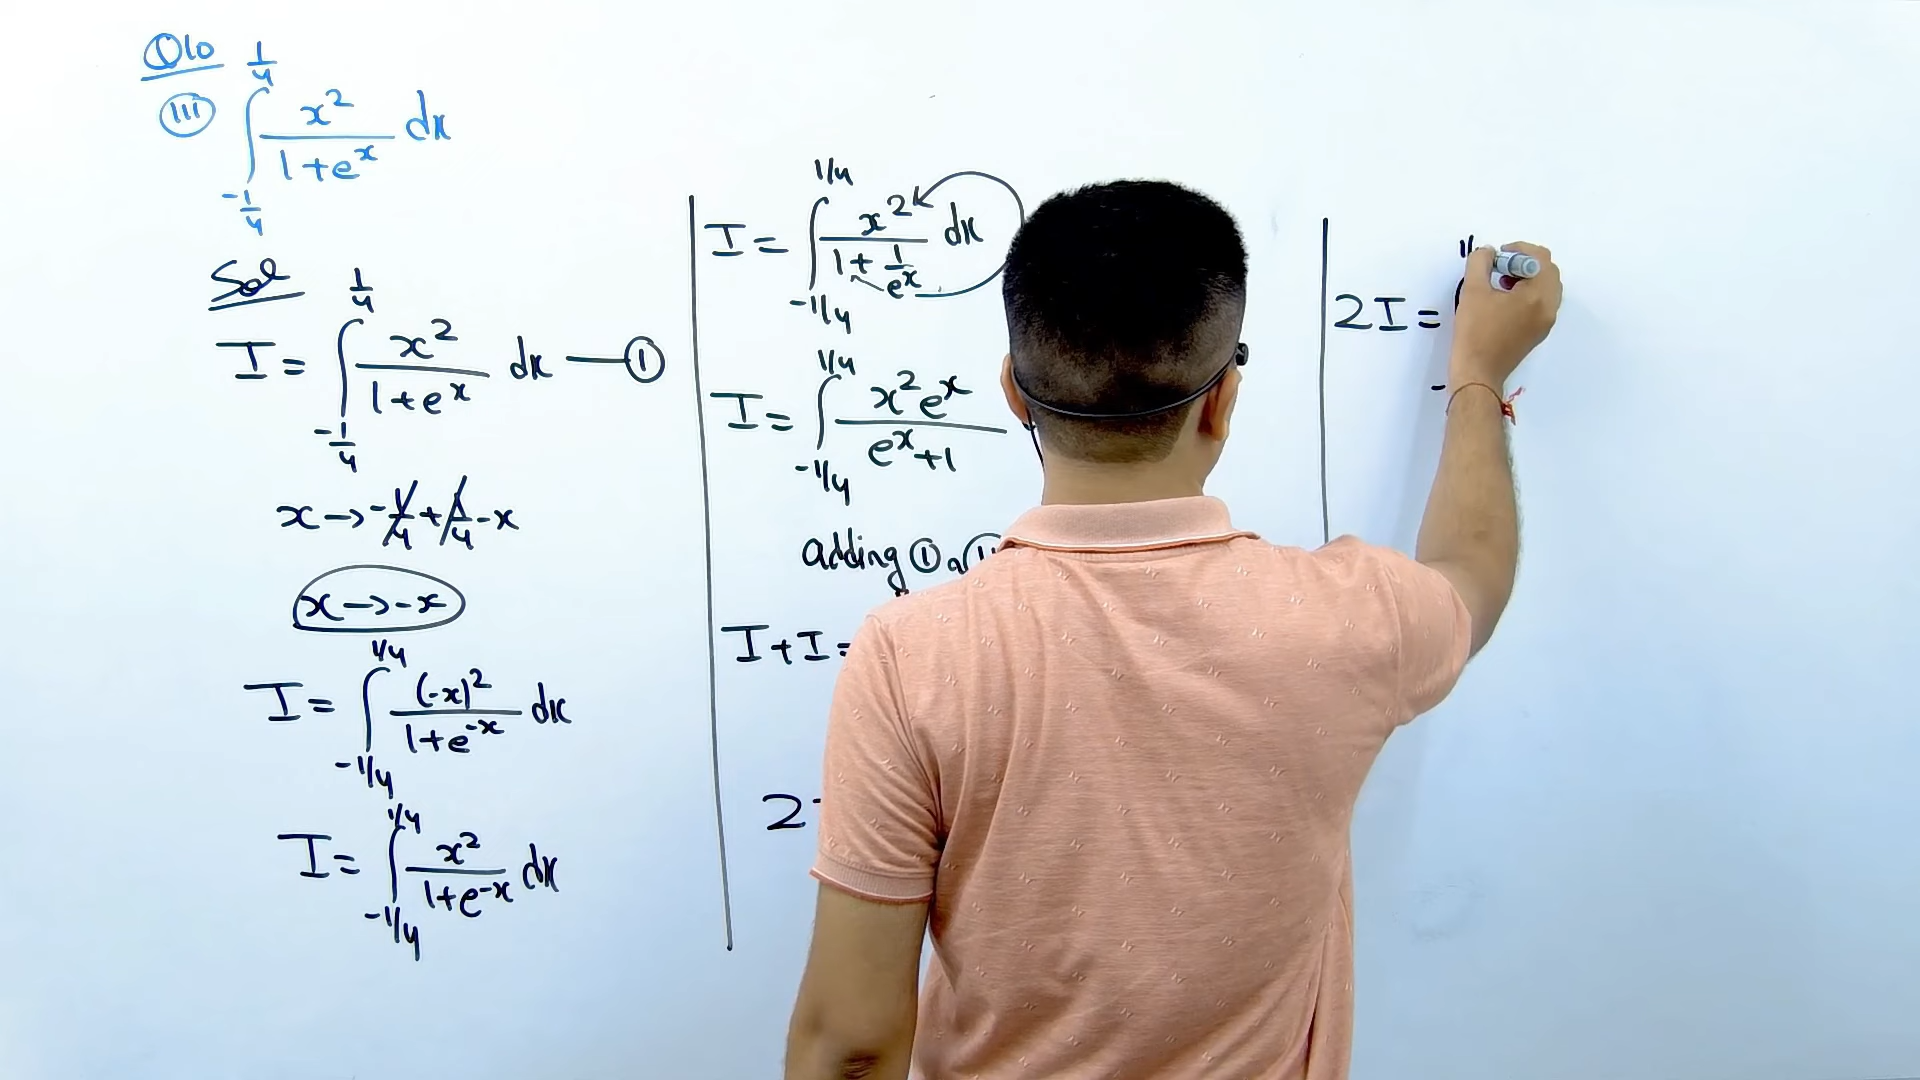 Q10
(iii) ∫_{-1/4}^{1/4} x²/(1+eˣ) dx
Sol
I = ∫_{-1/4}^{1/4} x²/(1+eˣ) dx —— ①
x → -1/4 + 1/4 - x
x → -x
I = ∫_{-1/4}^{1/4} (-x)²/(1+e⁻ˣ) dx
I = ∫_{-1/4}^{1/4} x²/(1+e⁻ˣ) dx
I = ∫_{-1/4}^{1/4} x²/(1+1/eˣ) dx
I = ∫_{-1/4}^{1/4} x²eˣ/(eˣ+1)
adding ①
I+I=
2
2I = ∫